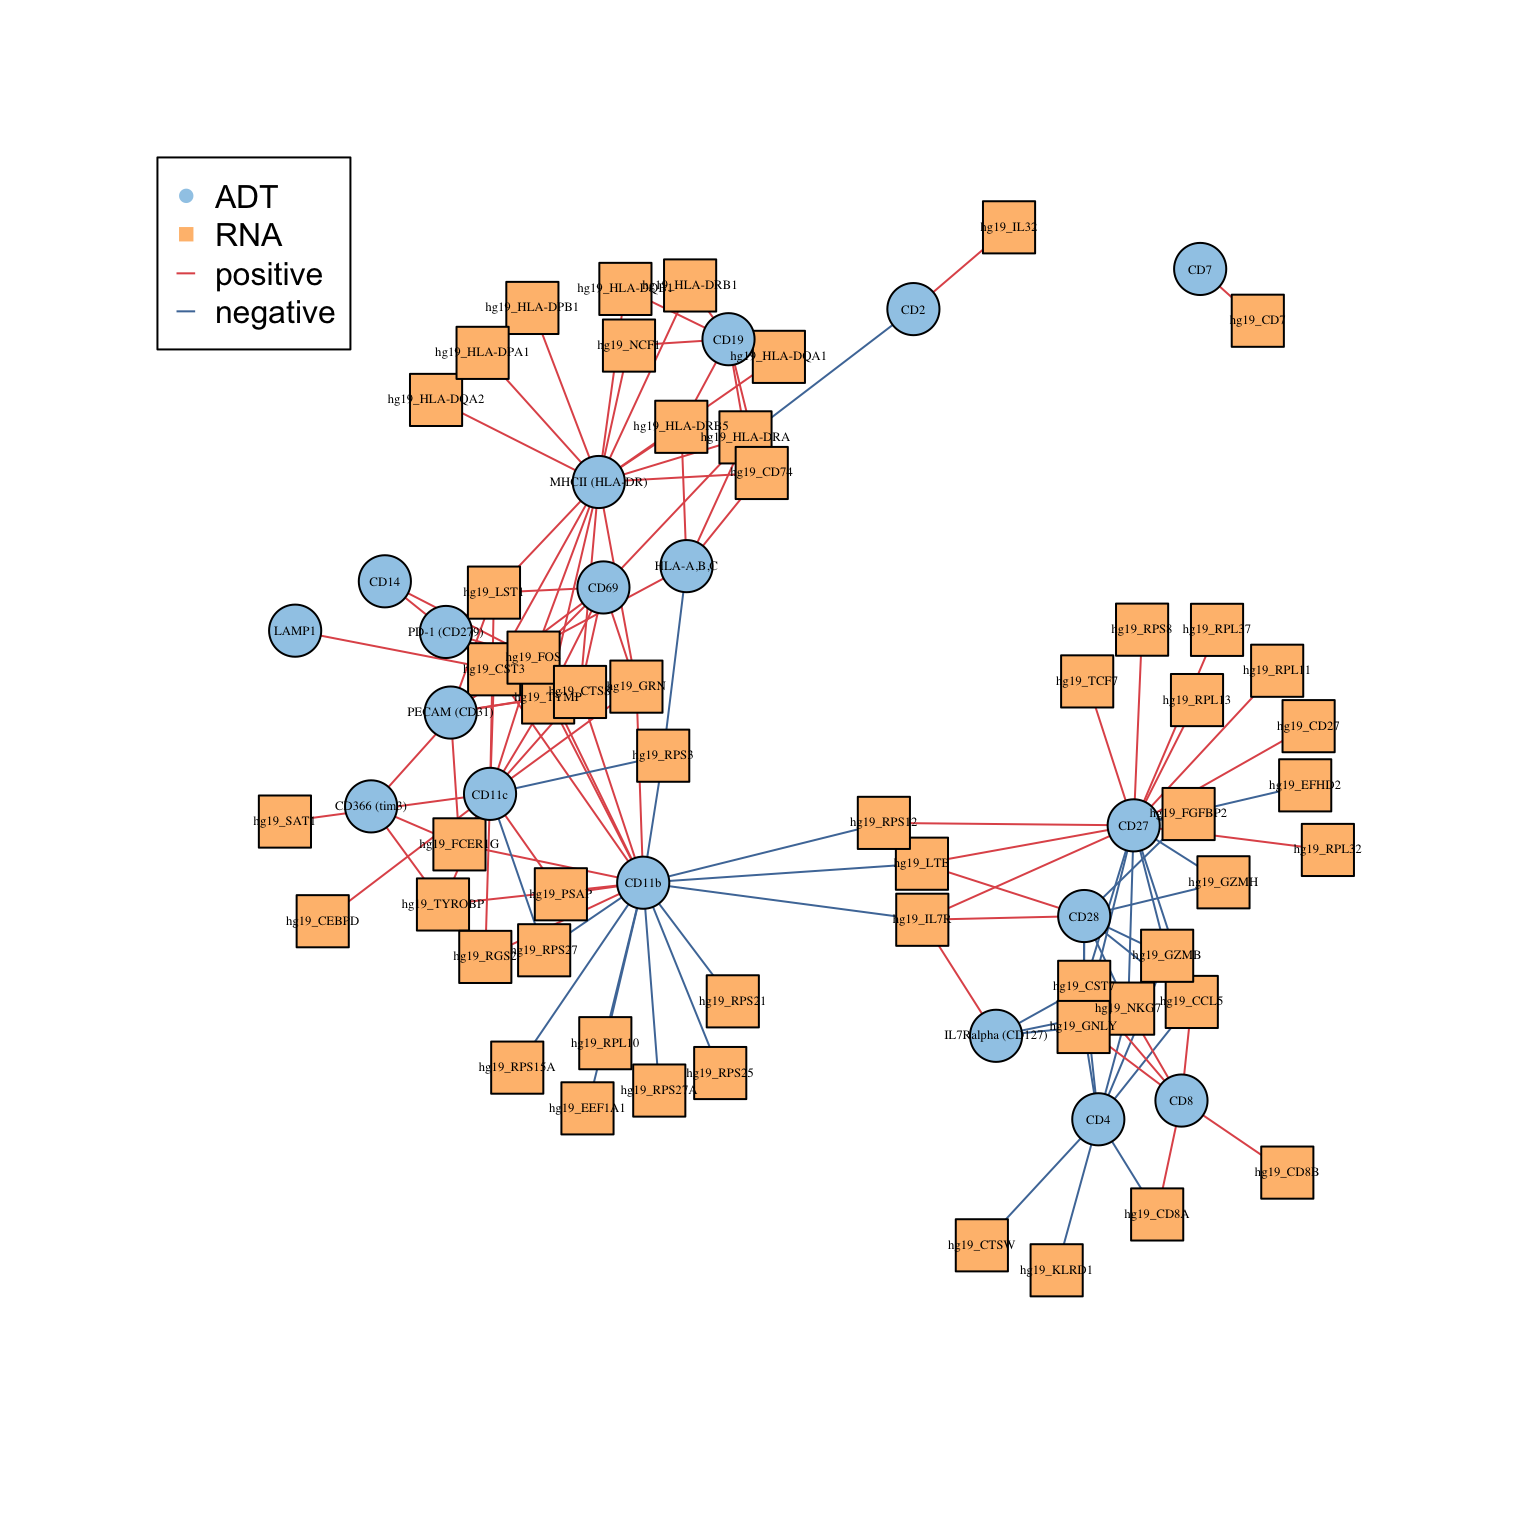 ADT
RNA
positive
negative
hg19_IL32
CD7
CD2
hg19_CD7
hg19_HLA-DRB1
hg19_HLA-DPB1
CD19
hg19_NCF1
hg19_HLA-DPA1
hg19_HLA-DQA1
hg19_HLA-DQA2
hg19_HLA-DRB5
hg19_HLA-DRA
hg19_CD74
MHCII (HLA-DR)
HLA-A,B,C
CD14
CD69
hg19_LST1
LAMP1
PD-1 (CD279)
hg19_FOS
hg19_CST3
hg19_GRN
hg19_TYMP
PECAM (CD31)
hg19_RPS3
CD11c
CD366 (tim3)
hg19_SAT1
hg19_FCER1G
CD11b
hg19_PSAP
hg19_TYROBP
hg19_CEBPD
hg19_RPS27
hg19_RPS21
hg19_RPL10
hg19_RPS15A
hg19_RPS25
hg19_RPS27A
hg19_EEF1A1
hg19_RPS8
hg19_RPL37
hg19_RPL11
hg19_TCF7
hg19_RPL13
hg19_CD27
hg19_EFHD2
hg19_FGFBP2
hg19_RPS12
CD27
hg19_RPL32
hg19_LTB
hg19_GZMH
CD28
hg19_IL7R
hg19_GZMB
hg19_CST7
hg19_CCL5
hg19_NKG7
hg19_GNLY
IL7Ralpha (CD127)
CD8
CD4
hg19_CD8B
hg19_CD8A
hg19_CTSW
hg19_KLRD1